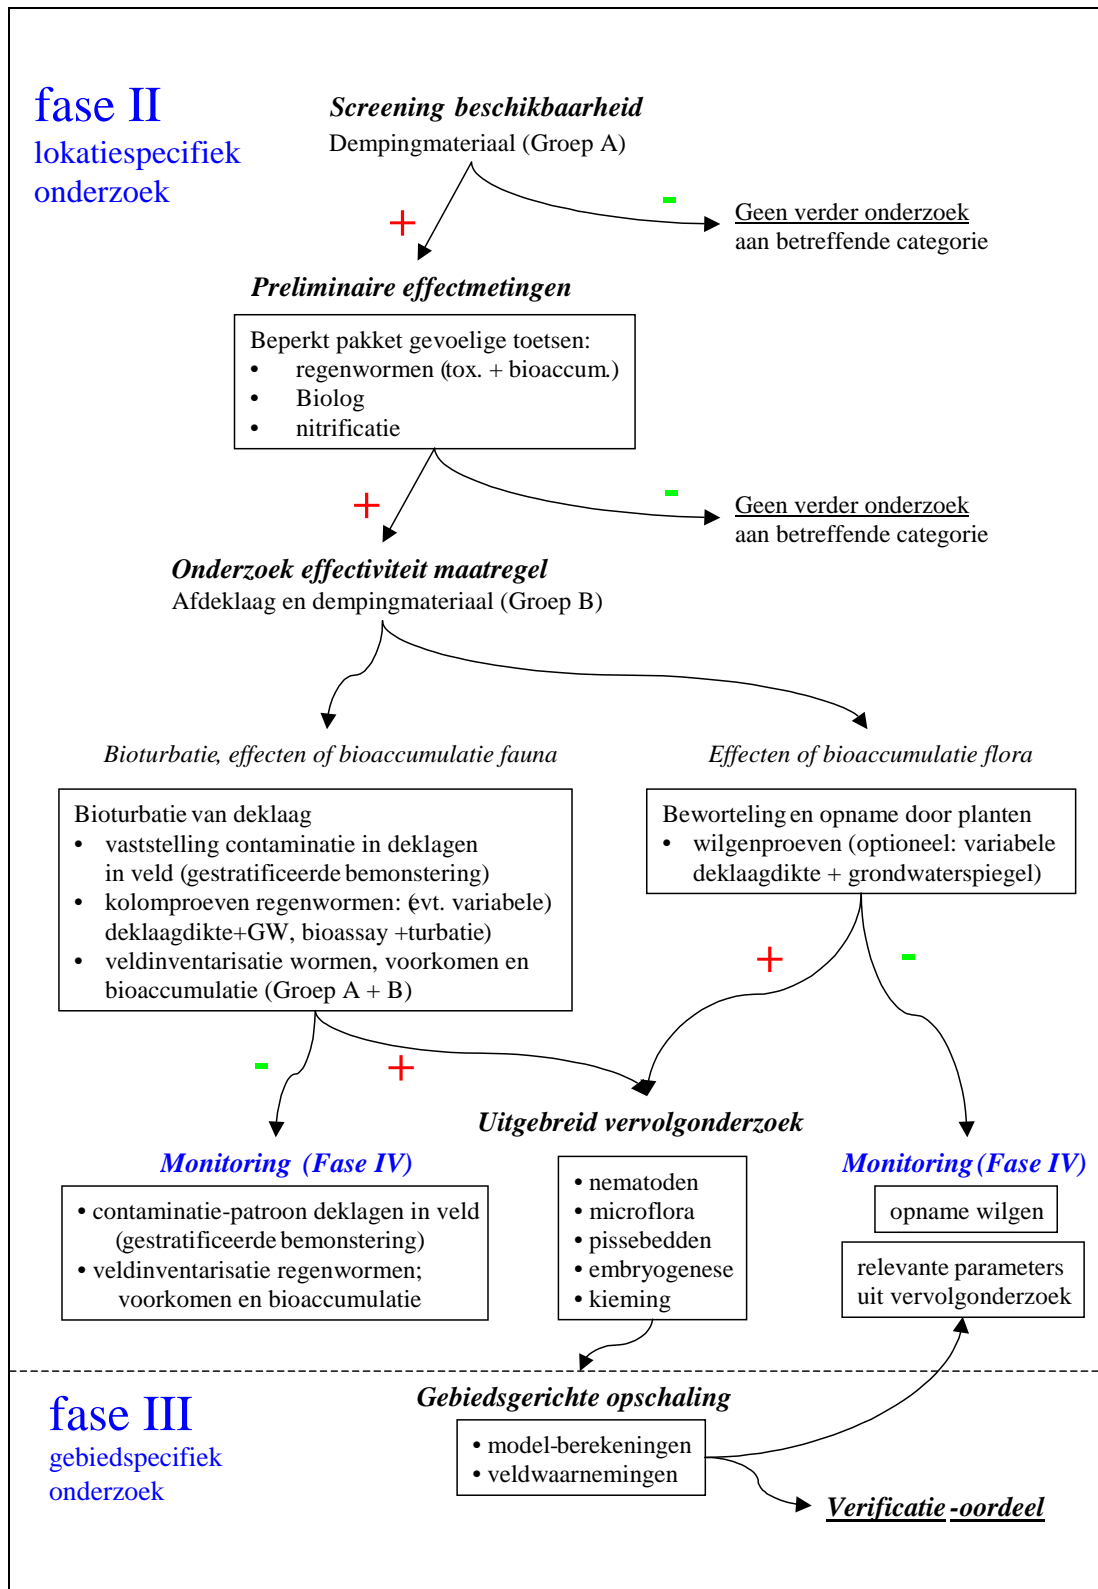 fase II
lokatiespecifiek
onderzoek
Screening beschikbaarheid
Dempingmateriaal (Groep A)
+
-
Geen verder onderzoek
aan betreffende categorie
Preliminaire effectmetingen
Beperkt pakket gevoelige toetsen:
• regenwormen (tox. + bioaccum.)
• Biolog
• nitrificatie
+
-
Geen verder onderzoek
aan betreffende categorie
Onderzoek effectiviteit maatregel
Afdeklaag en dempingmateriaal (Groep B)
Bioturbatie, effecten of bioaccumulatie fauna
Bioturbatie van deklaag
• vaststelling contaminatie in deklagen
in veld (gestratificeerde bemonstering)
• kolomproeven regenwormen: (evt. variabele)
deklaagdikte+GW, bioassay +turbatie)
• veldinventarisatie wormen, voorkomen en
bioaccumulatie (Groep A + B)
Effecten of bioaccumulatie flora
Beworteling en opname door planten
• wilgenproeven (optioneel: variabele
deklaagdikte + grondwaterspiegel)
-
+
+
-
Monitoring (Fase IV)
• contaminatie-patroon deklagen in veld
(gestratificeerde bemonstering)
• veldinventarisatie regenwormen;
voorkomen en bioaccumulatie
Uitgebreid vervolgonderzoek
• nematoden
• microflora
• pissebedden
• embryogenese
• kieming
Monitoring (Fase IV)
opname wilgen
relevante parameters
uit vervolgonderzoek
fase III
gebiedspecifiek
onderzoek
Gebiedsgerichte opschaling
• model-berekeningen
• veldwaarnemingen
Verificatie -oordeel